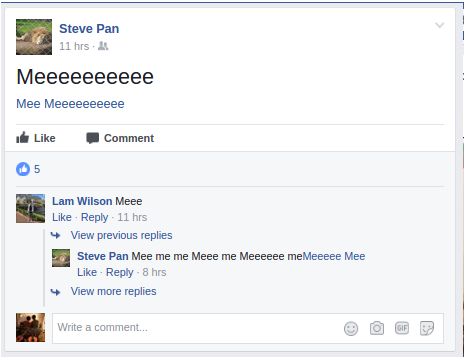 Steve Pan
11 hrs ·
Meeeeeeeeeee
Mee Meeeeeeeeee
Like Comment
5
Lam Wilson Meee
Like · Reply · 11 hrs
View previous replies
Steve Pan Mee me me Meee me Meeeeee meMeeeee Mee
Like · Reply · 8 hrs
View more replies
Write a comment... GIF